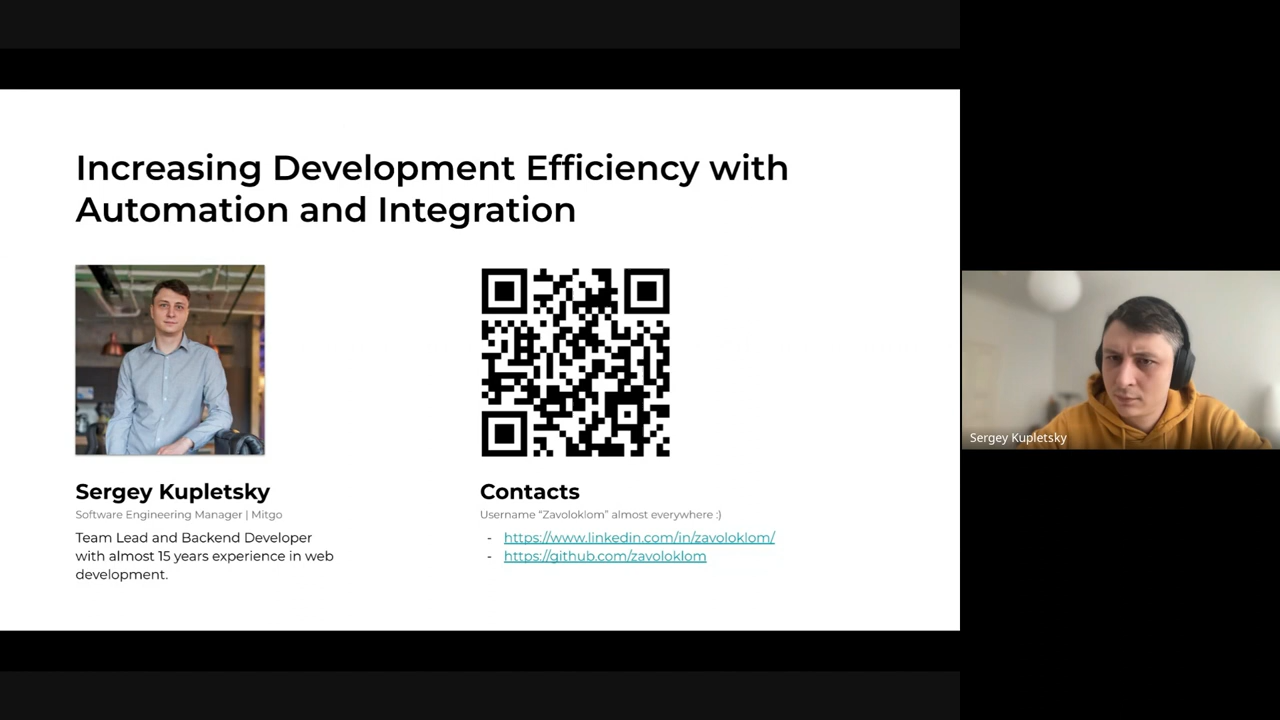 Increasing Development Efficiency with
Automation and Integration
Sergey Kupletsky
Software Engineering Manager | Mitgo
Team Lead and Backend Developer
with almost 15 years experience in web
development.
Contacts
Username “Zavoloklom” almost everywhere :)
- https://www.linkedin.com/in/zavoloklom/
- https://github.com/zavoloklom
Sergey Kupletsky